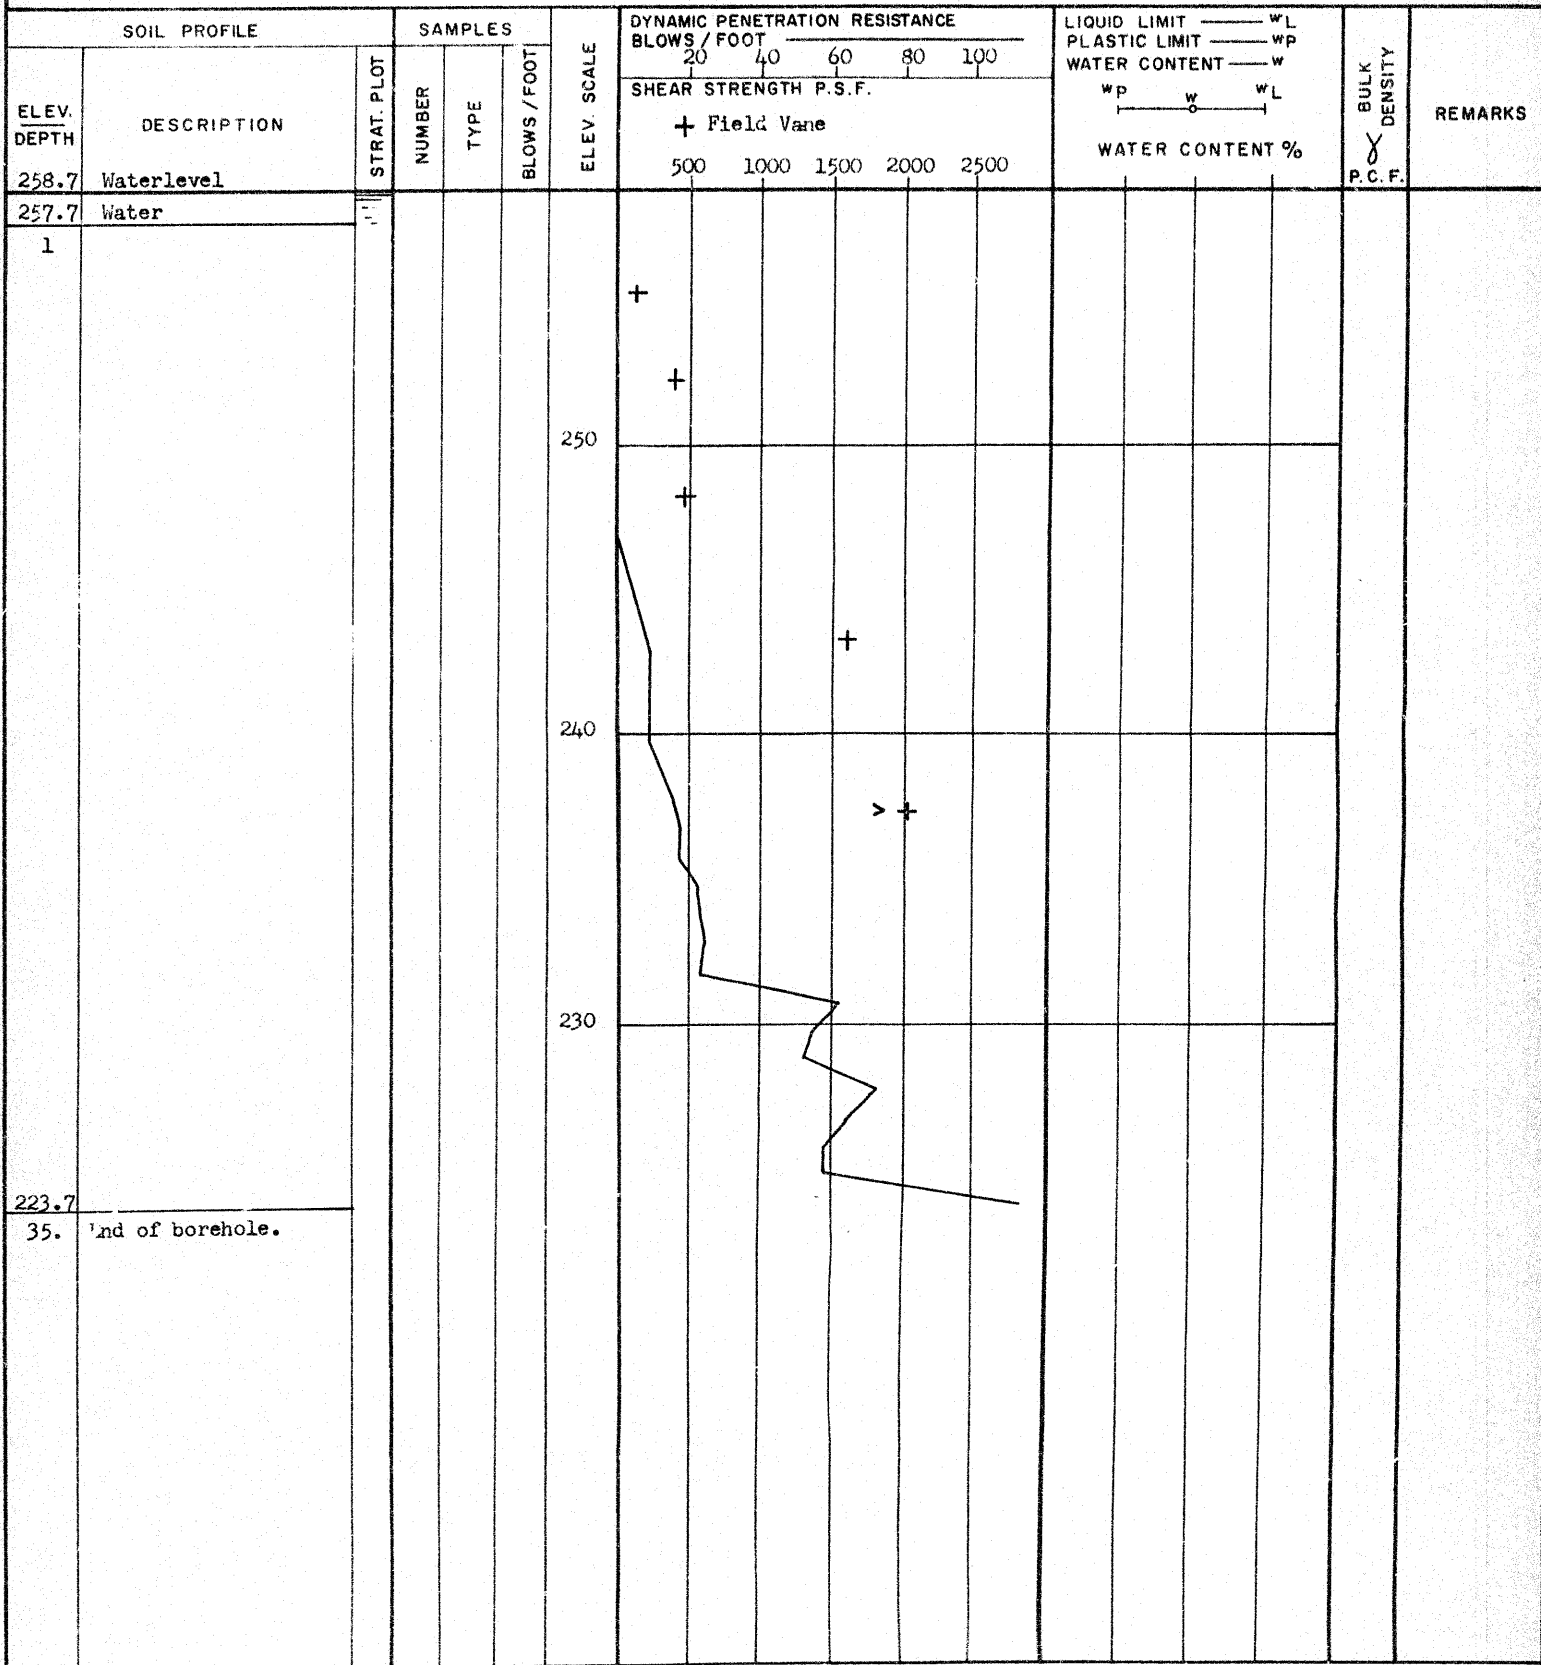 SOIL PROFILE
SAMPLES
ELEV.
DEPTH
DESCRIPTION
STRAT. PLOT
NUMBER
TYPE
BLOWS / FOOT
ELEV. SCALE
DYNAMIC PENETRATION RESISTANCE
BLOWS / FOOT
20 40 60 80 100
SHEAR STRENGTH P.S.F.
+ Field Vane
500 1000 1500 2000 2500
LIQUID LIMIT —— wL
PLASTIC LIMIT —— wP
WATER CONTENT —— w
wP w wL
WATER CONTENT %
BULK DENSITY
γ
P.C.F.
REMARKS
258.7 Waterlevel
257.7 Water
1
250
240
>
230
223.7
35. End of borehole.